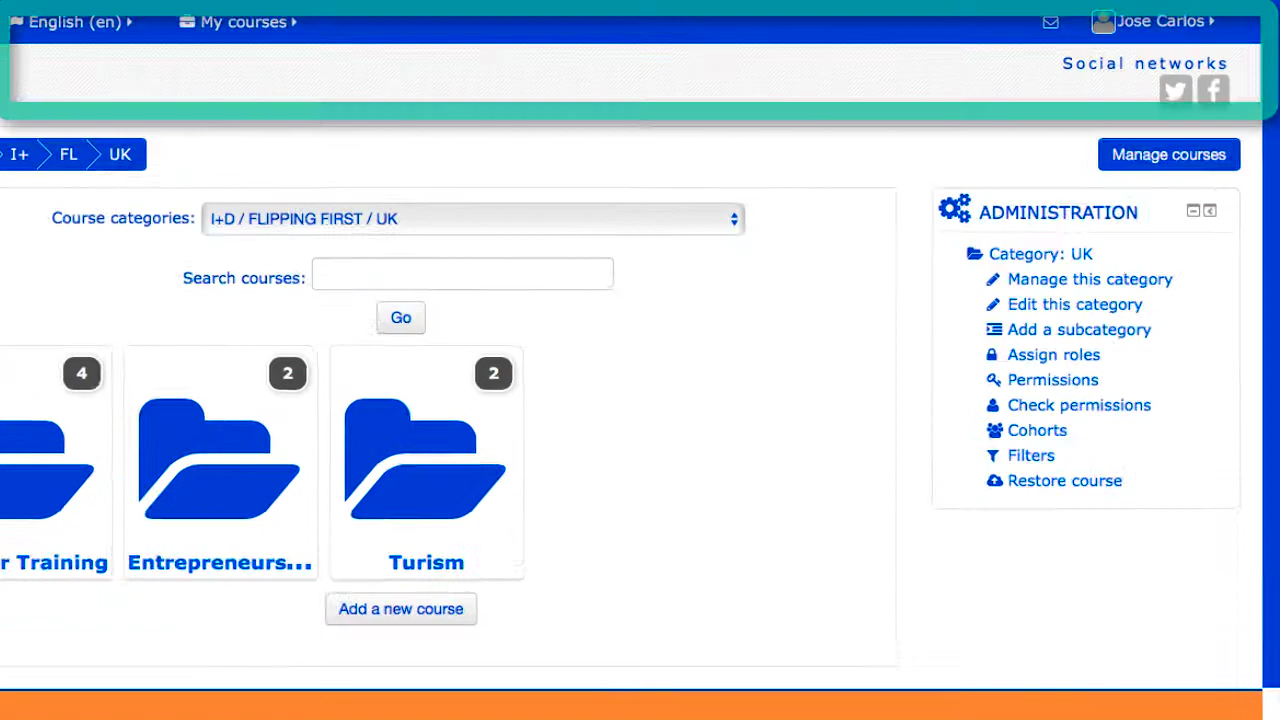 English (en) My courses Jose Carlos
Social networks
I+ FL UK
Manage courses
Course categories: I+D / FLIPPING FIRST / UK
Search courses:
Go
4
r Training
2
Entrepreneurs...
2
Turism
Add a new course
ADMINISTRATION
Category: UK
Manage this category
Edit this category
Add a subcategory
Assign roles
Permissions
Check permissions
Cohorts
Filters
Restore course